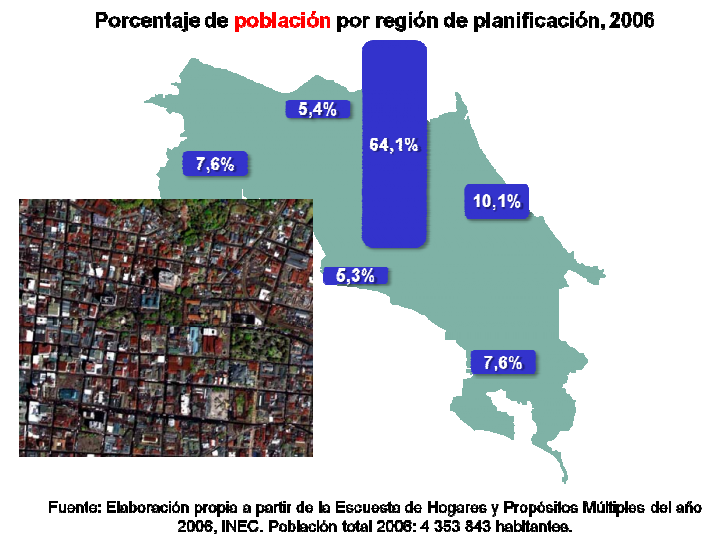 Porcentaje de población por región de planificación, 2006
5,4%
64,1%
7,6%
10,1%
5,3%
7,6%
Fuente: Elaboración propia a partir de la Escuesta de Hogares y Propósitos Múltiples del año
2006, INEC. Población total 2006: 4 353 843 habitantes.